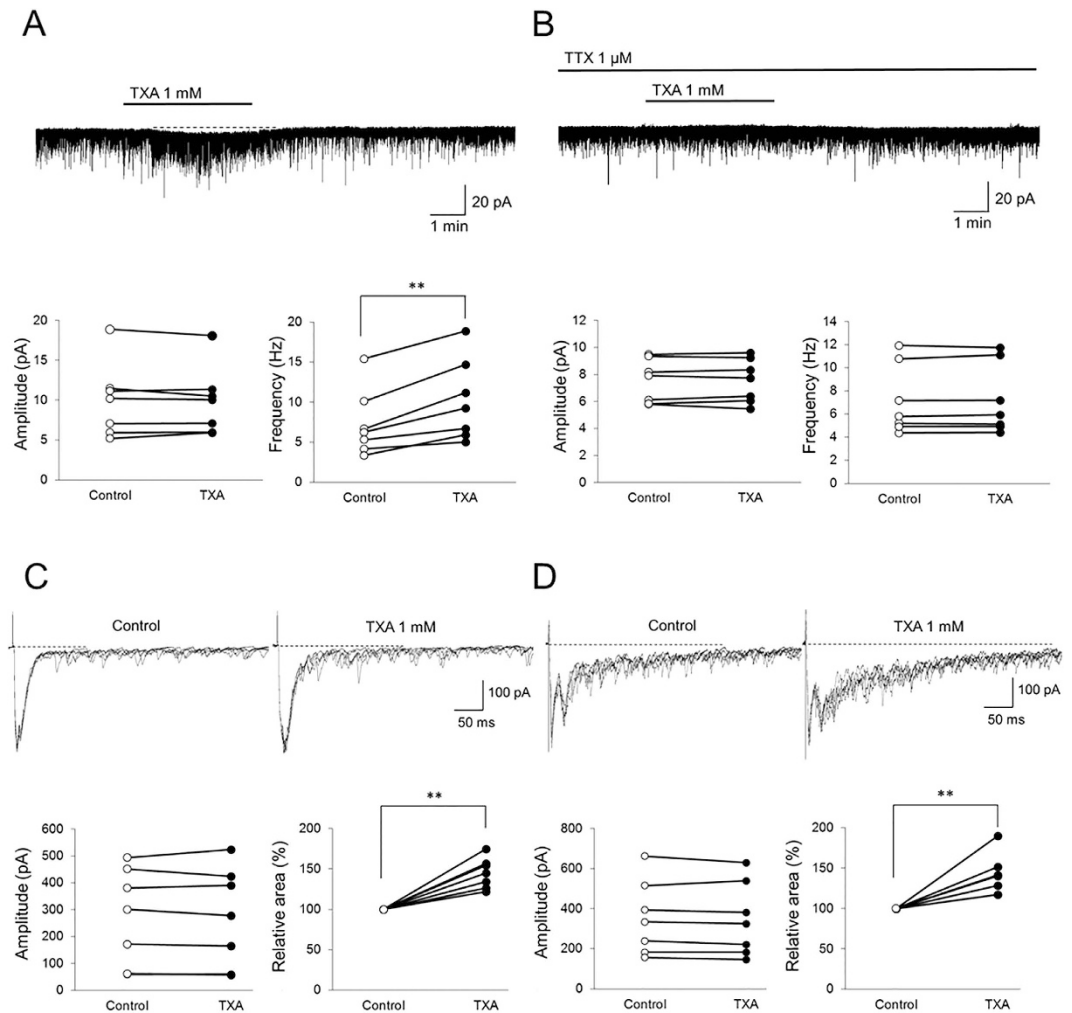 A
TXA 1 mM
20 pA
1 min
Amplitude (pA)
20
15
10
5
0
Control
TXA
**
Frequency (Hz)
20
15
10
5
0
Control
TXA
B
TTX 1 µM
TXA 1 mM
20 pA
1 min
Amplitude (pA)
12
10
8
6
4
2
0
Control
TXA
Frequency (Hz)
14
12
10
8
6
4
2
0
Control
TXA
C
Control
TXA 1 mM
100 pA
50 ms
Amplitude (pA)
600
500
400
300
200
100
0
Control
TXA
**
Relative area (%)
200
150
100
50
0
Control
TXA
D
Control
TXA 1 mM
100 pA
50 ms
Amplitude (pA)
800
600
400
200
0
Control
TXA
**
Relative area (%)
200
150
100
50
0
Control
TXA